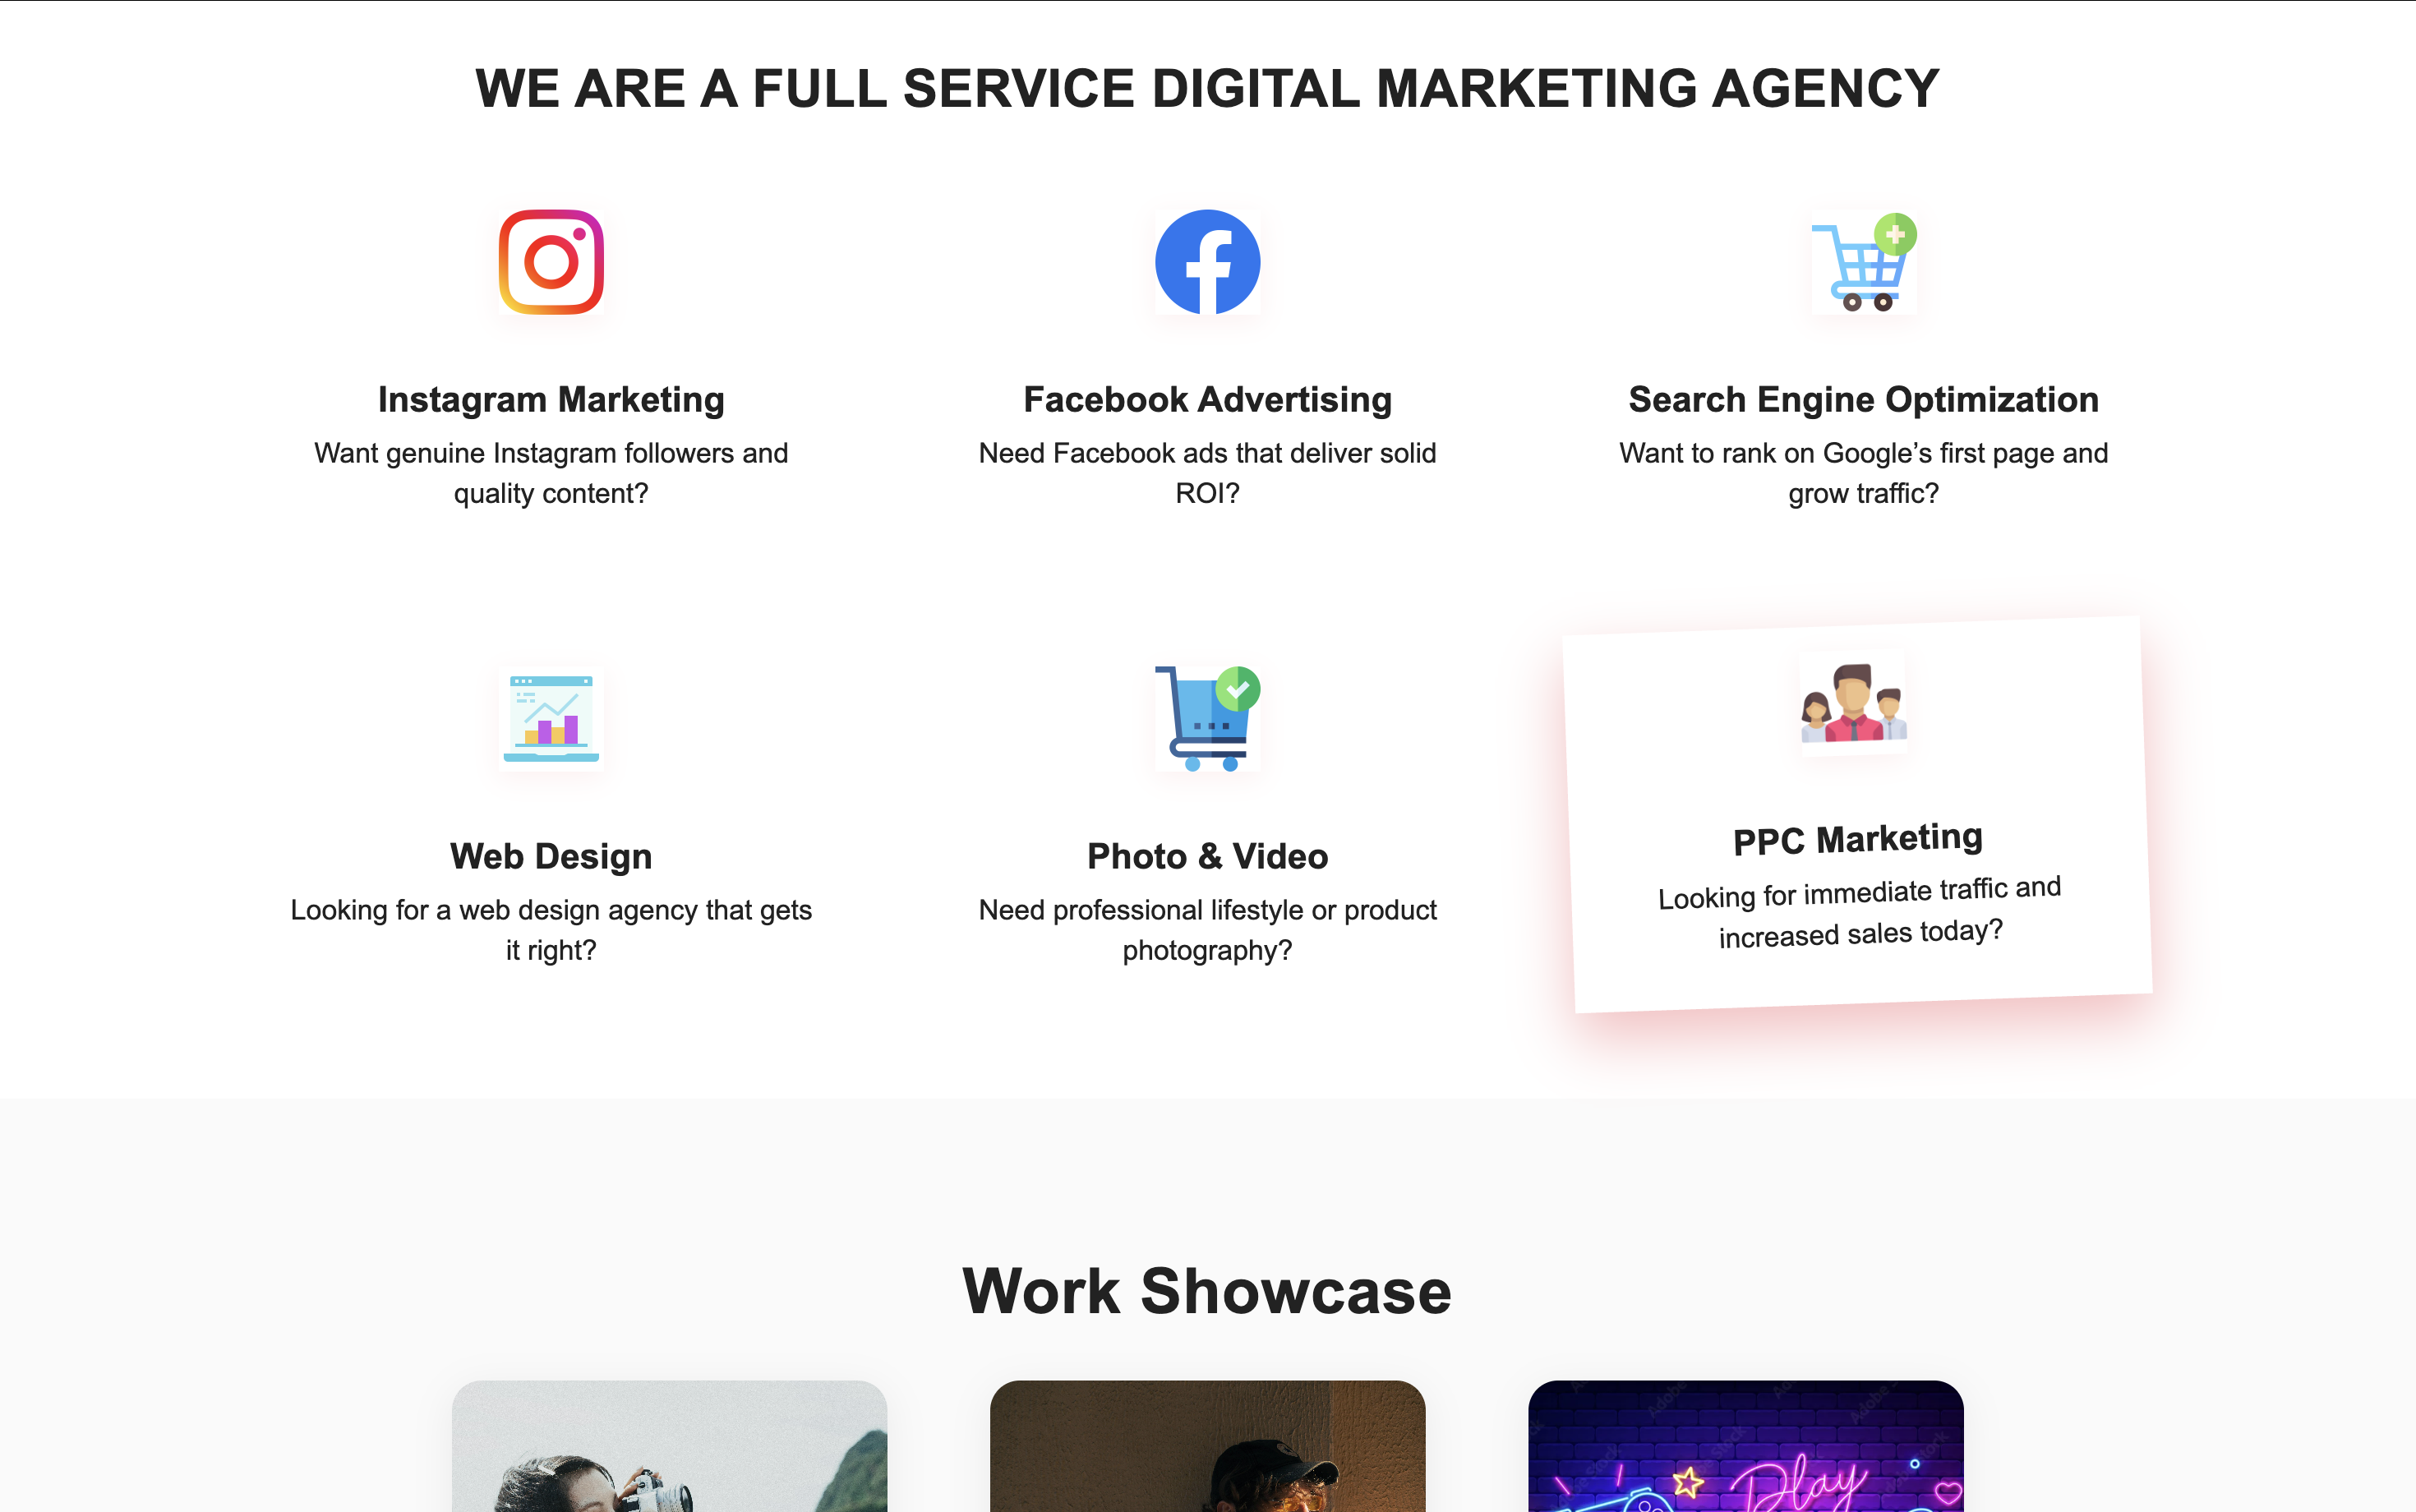 WE ARE A FULL SERVICE DIGITAL MARKETING AGENCY
Instagram Marketing
Want genuine Instagram followers and
quality content?
Facebook Advertising
Need Facebook ads that deliver solid
ROI?
Search Engine Optimization
Want to rank on Google’s first page and
grow traffic?
Web Design
Looking for a web design agency that gets
it right?
Photo & Video
Need professional lifestyle or product
photography?
PPC Marketing
Looking for immediate traffic and
increased sales today?
Work Showcase
Adobe
Stock
Play